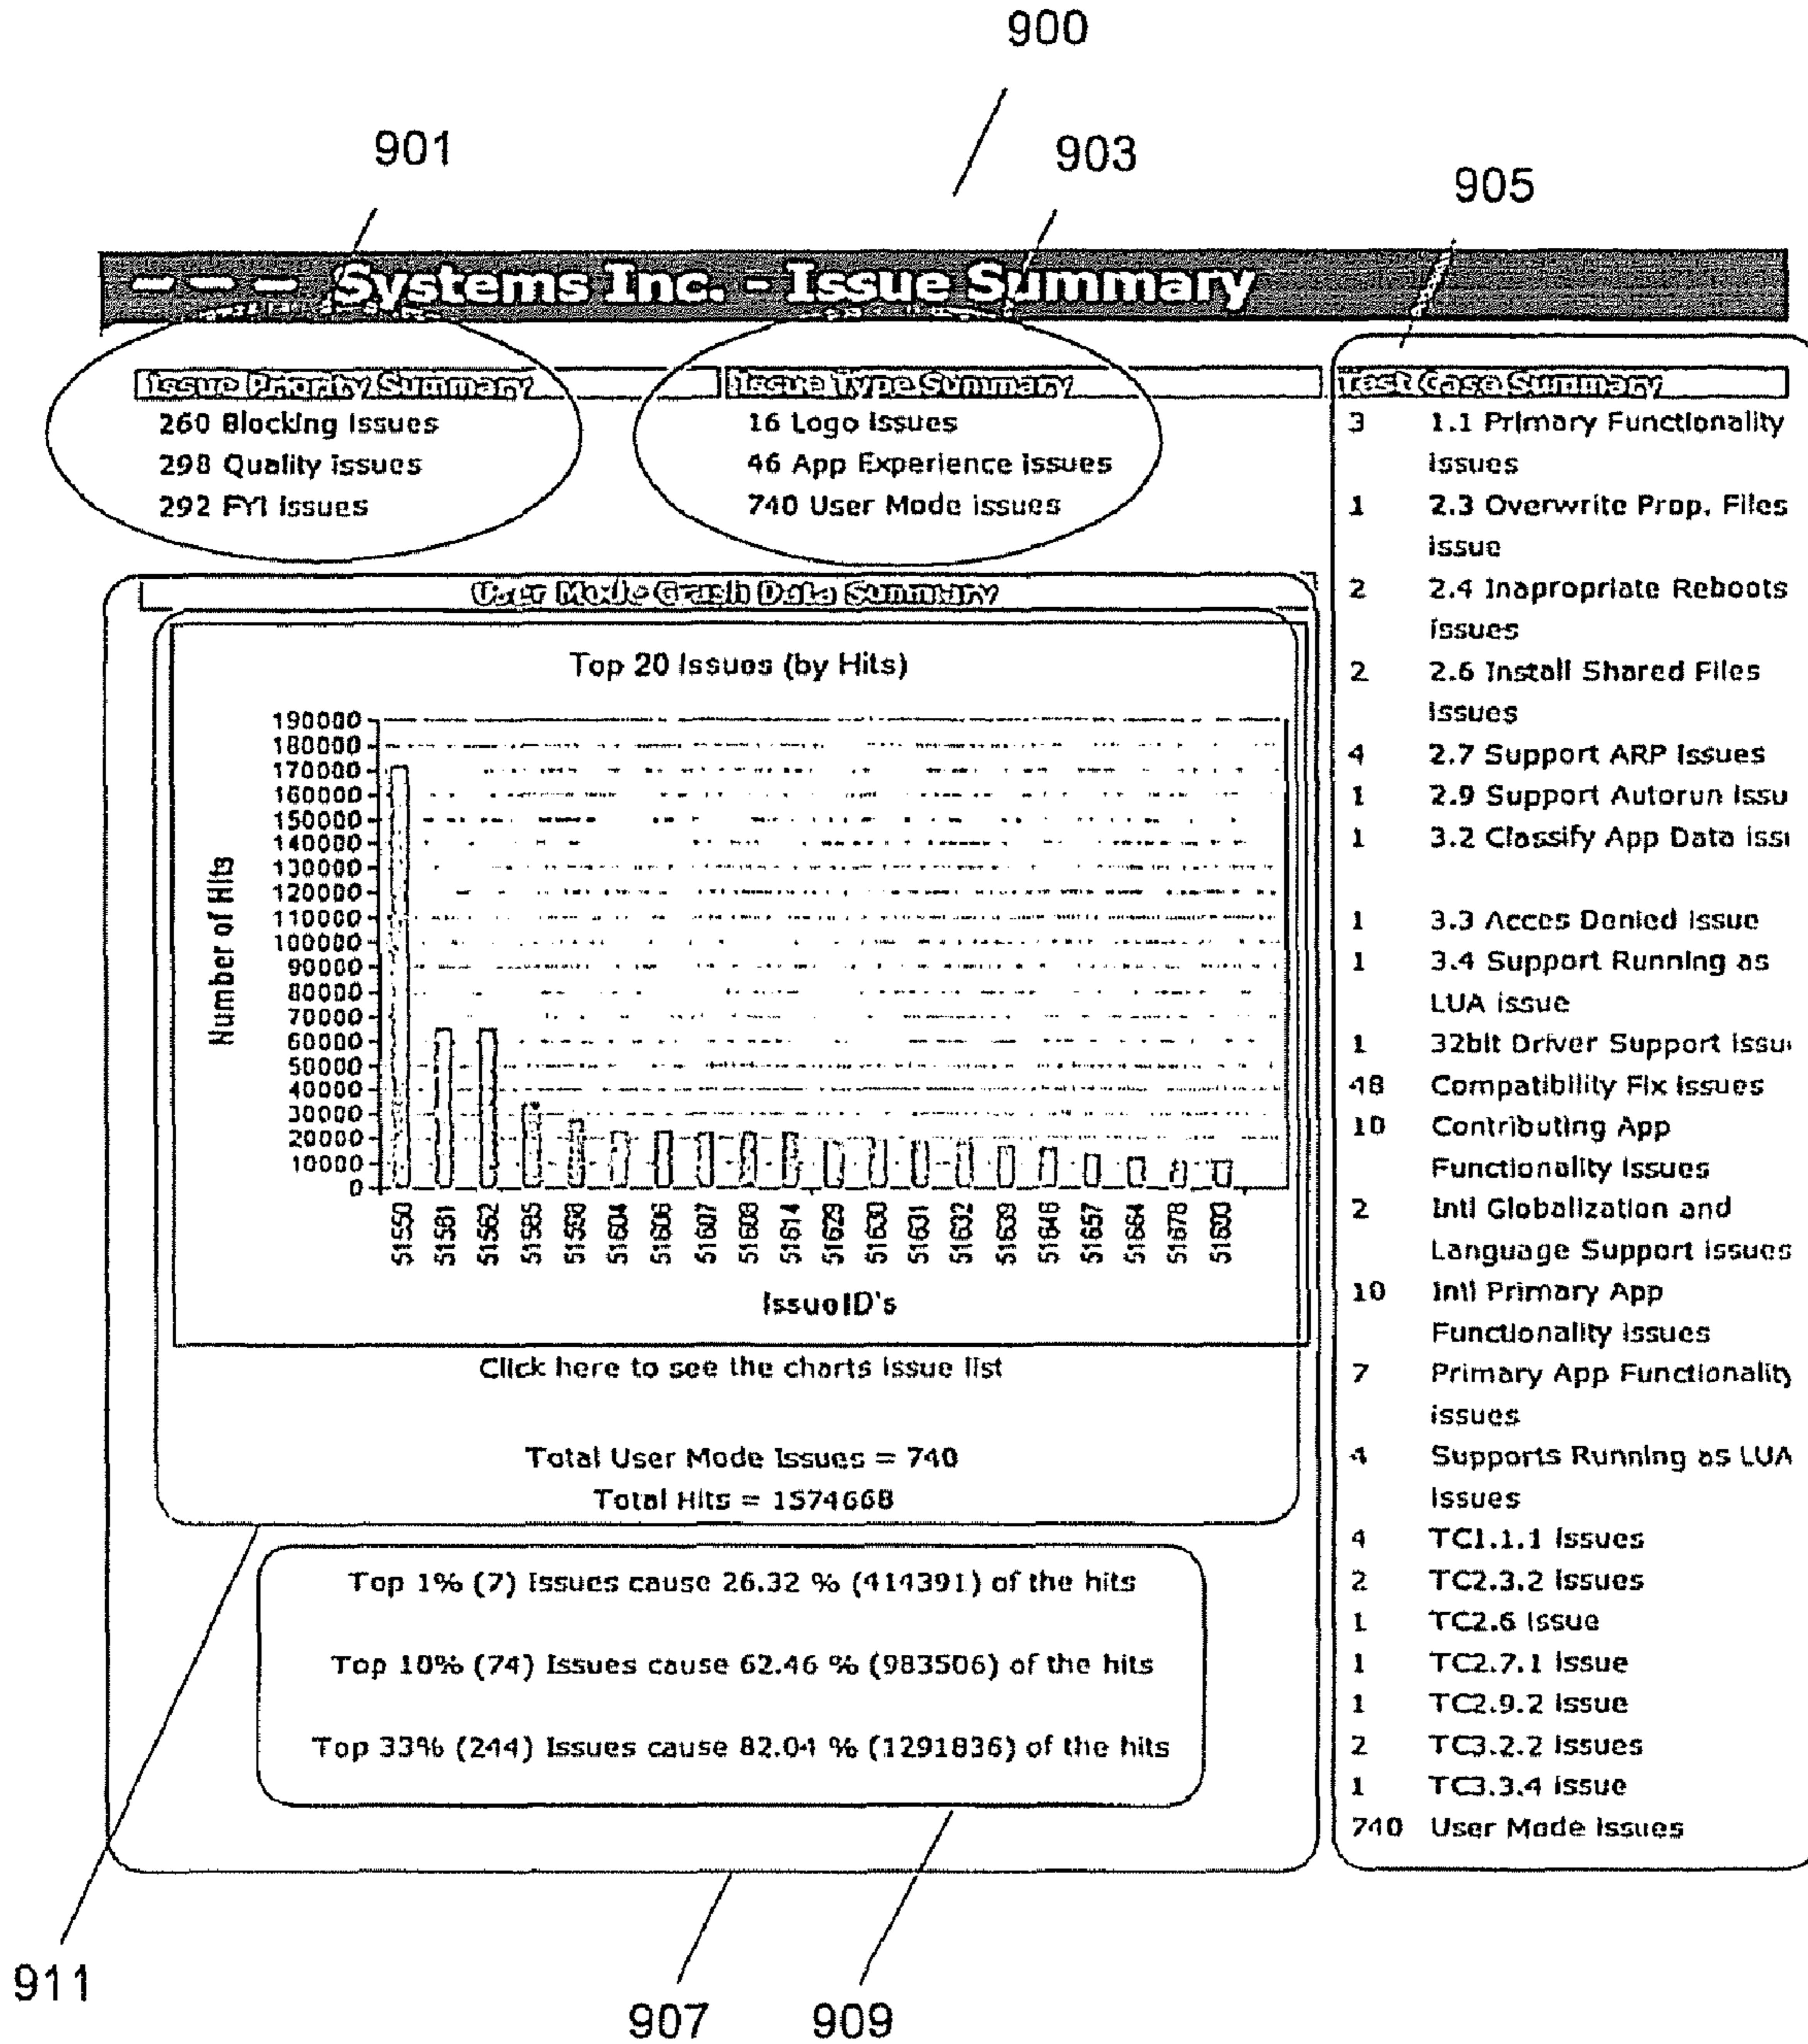 900
901
903
905
Systems Inc. - Issue Summary
Issue Priority Summary
260 Blocking issues
298 Quality issues
292 FYI issues
Issue Type Summary
16 Logo issues
46 App Experience issues
740 User Mode issues
Test Case Summary
3 1.1 Primary Functionality
issues
1 2.3 Overwrite Prop. Files
issue
2 2.4 Inapropriate Reboots
issues
2 2.6 Install Shared Files
issues
4 2.7 Support ARP issues
1 2.9 Support Autorun issu
1 3.2 Classify App Data iss
1 3.3 Acces Denied issue
1 3.4 Support Running as
LUA issue
1 32bit Driver Support issu
48 Compatibility Fix issues
10 Contributing App
Functionality issues
2 Intl Globalization and
Language Support issues
10 Intl Primary App
Functionality issues
7 Primary App Functionality
issues
4 Supports Running as LUA
issues
4 TC1.1.1 issues
2 TC2.3.2 issues
1 TC2.6 issue
1 TC2.7.1 issue
1 TC2.9.2 issue
2 TC3.2.2 issues
1 TC3.3.4 issue
740 User Mode issues
User Mode Crash Data Summary
Top 20 Issues (by Hits)
Number of Hits
190000
180000
170000
160000
150000
140000
130000
120000
110000
100000
90000
80000
70000
60000
50000
40000
30000
20000
10000
0
51550
51581
51562
51585
51604
51606
51607
51608
51614
51629
51630
51631
51632
51639
51646
51657
51664
51678
IssueID's
Click here to see the charts issue list
Total User Mode Issues = 740
Total Hits = 1574668
Top 1% (7) Issues cause 26.32 % (414391) of the hits
Top 10% (74) Issues cause 62.46 % (983506) of the hits
Top 33% (244) Issues cause 82.04 % (1291836) of the hits
911
907
909